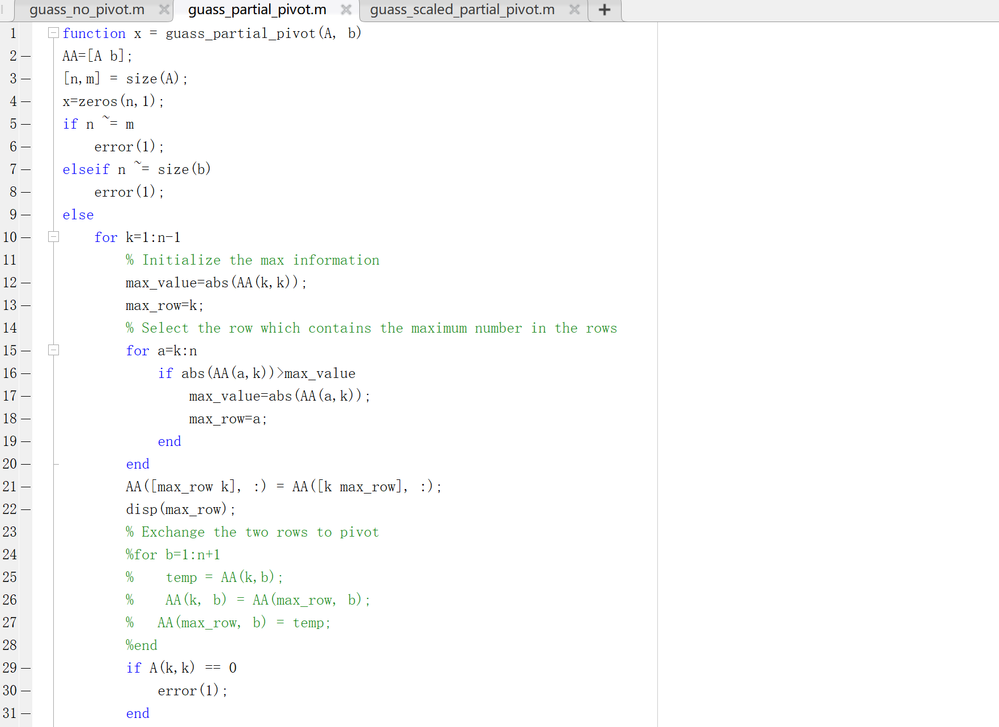 guass_no_pivot.m × guass_partial_pivot.m × guass_scaled_partial_pivot.m × +
1 function x = guass_partial_pivot(A, b)
2 — AA=[A b];
3 — [n,m] = size(A);
4 — x=zeros(n,1);
5 — if n ~= m
6 — error(1);
7 — elseif n ~= size(b)
8 — error(1);
9 — else
10 — for k=1:n-1
11 % Initialize the max information
12 — max_value=abs(AA(k,k));
13 — max_row=k;
14 % Select the row which contains the maximum number in the rows
15 — for a=k:n
16 — if abs(AA(a,k))>max_value
17 — max_value=abs(AA(a,k));
18 — max_row=a;
19 — end
20 — end
21 — AA([max_row k], :) = AA([k max_row], :);
22 — disp(max_row);
23 % Exchange the two rows to pivot
24 %for b=1:n+1
25 % temp = AA(k,b);
26 % AA(k, b) = AA(max_row, b);
27 % AA(max_row, b) = temp;
28 %end
29 — if A(k,k) == 0
30 — error(1);
31 — end